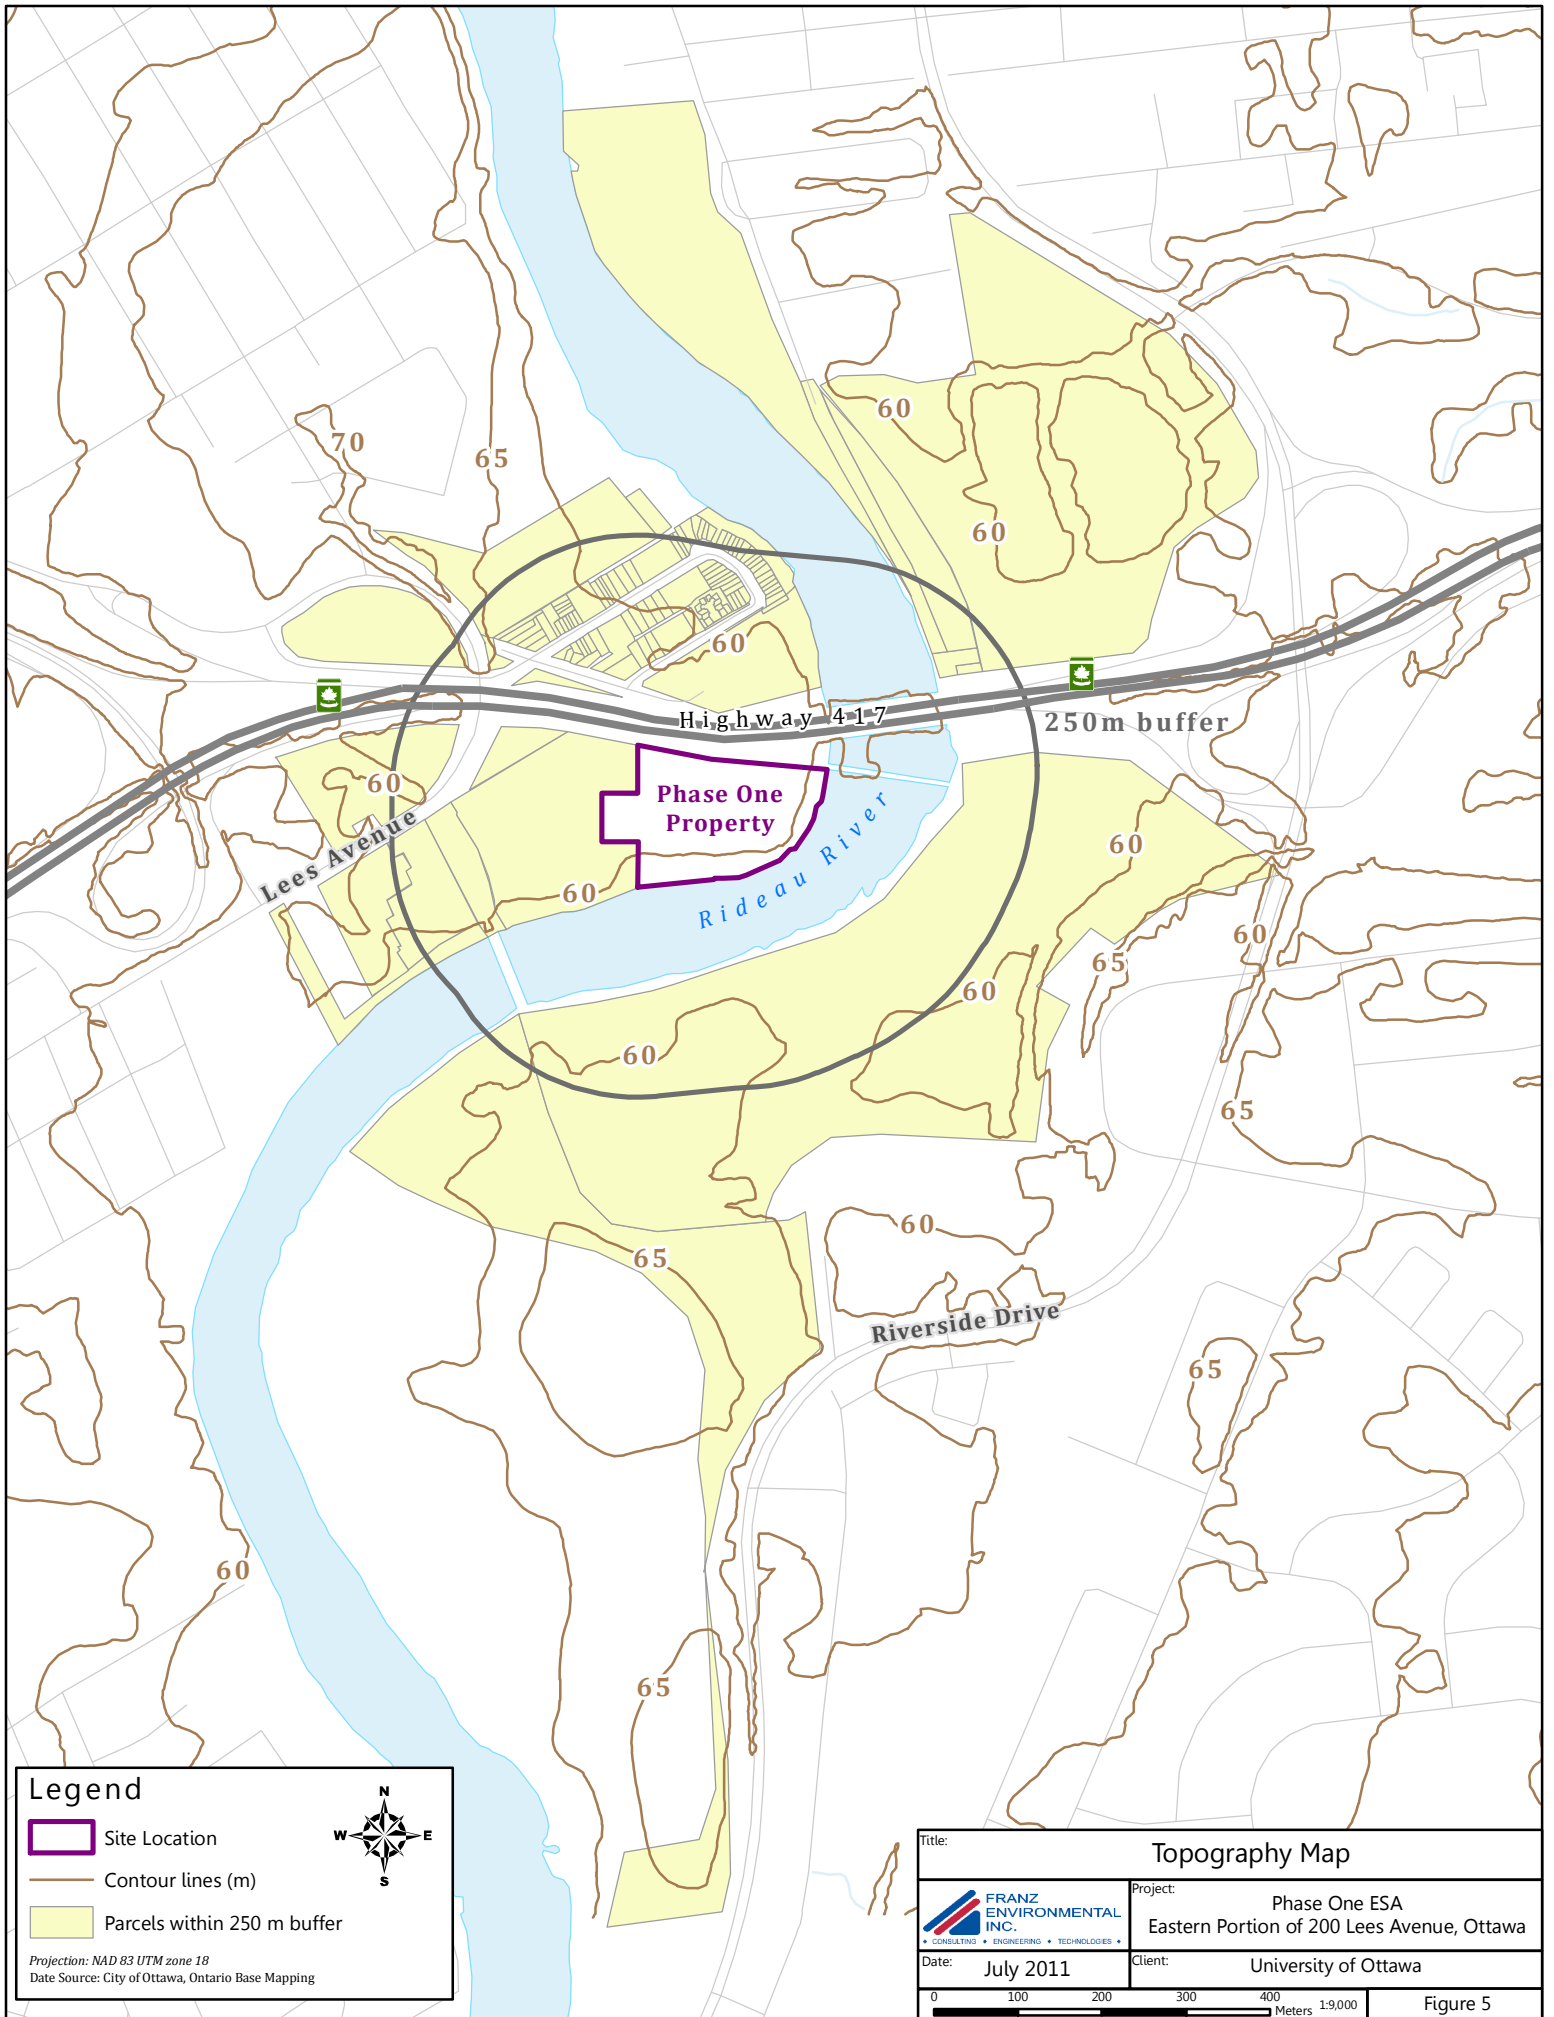 60
70
65
60
60
Highway 417
250m buffer
60
Phase One
Property
Lees Avenue
Rideau River
60
60
60
65
60
60
60
65
60
65
Riverside Drive
65
60
65
Legend
N
W
E
S
Site Location
Contour lines (m)
Parcels within 250 m buffer
Projection: NAD 83 UTM zone 18
Date Source: City of Ottawa, Ontario Base Mapping
Title:
Topography Map
FRANZ
ENVIRONMENTAL
INC.
CONSULTING ♦ ENGINEERING ♦ TECHNOLOGIES
Project:
Phase One ESA
Eastern Portion of 200 Lees Avenue, Ottawa
Date:
July 2011
Client:
University of Ottawa
0 100 200 300 400
Meters
1:9,000
Figure 5